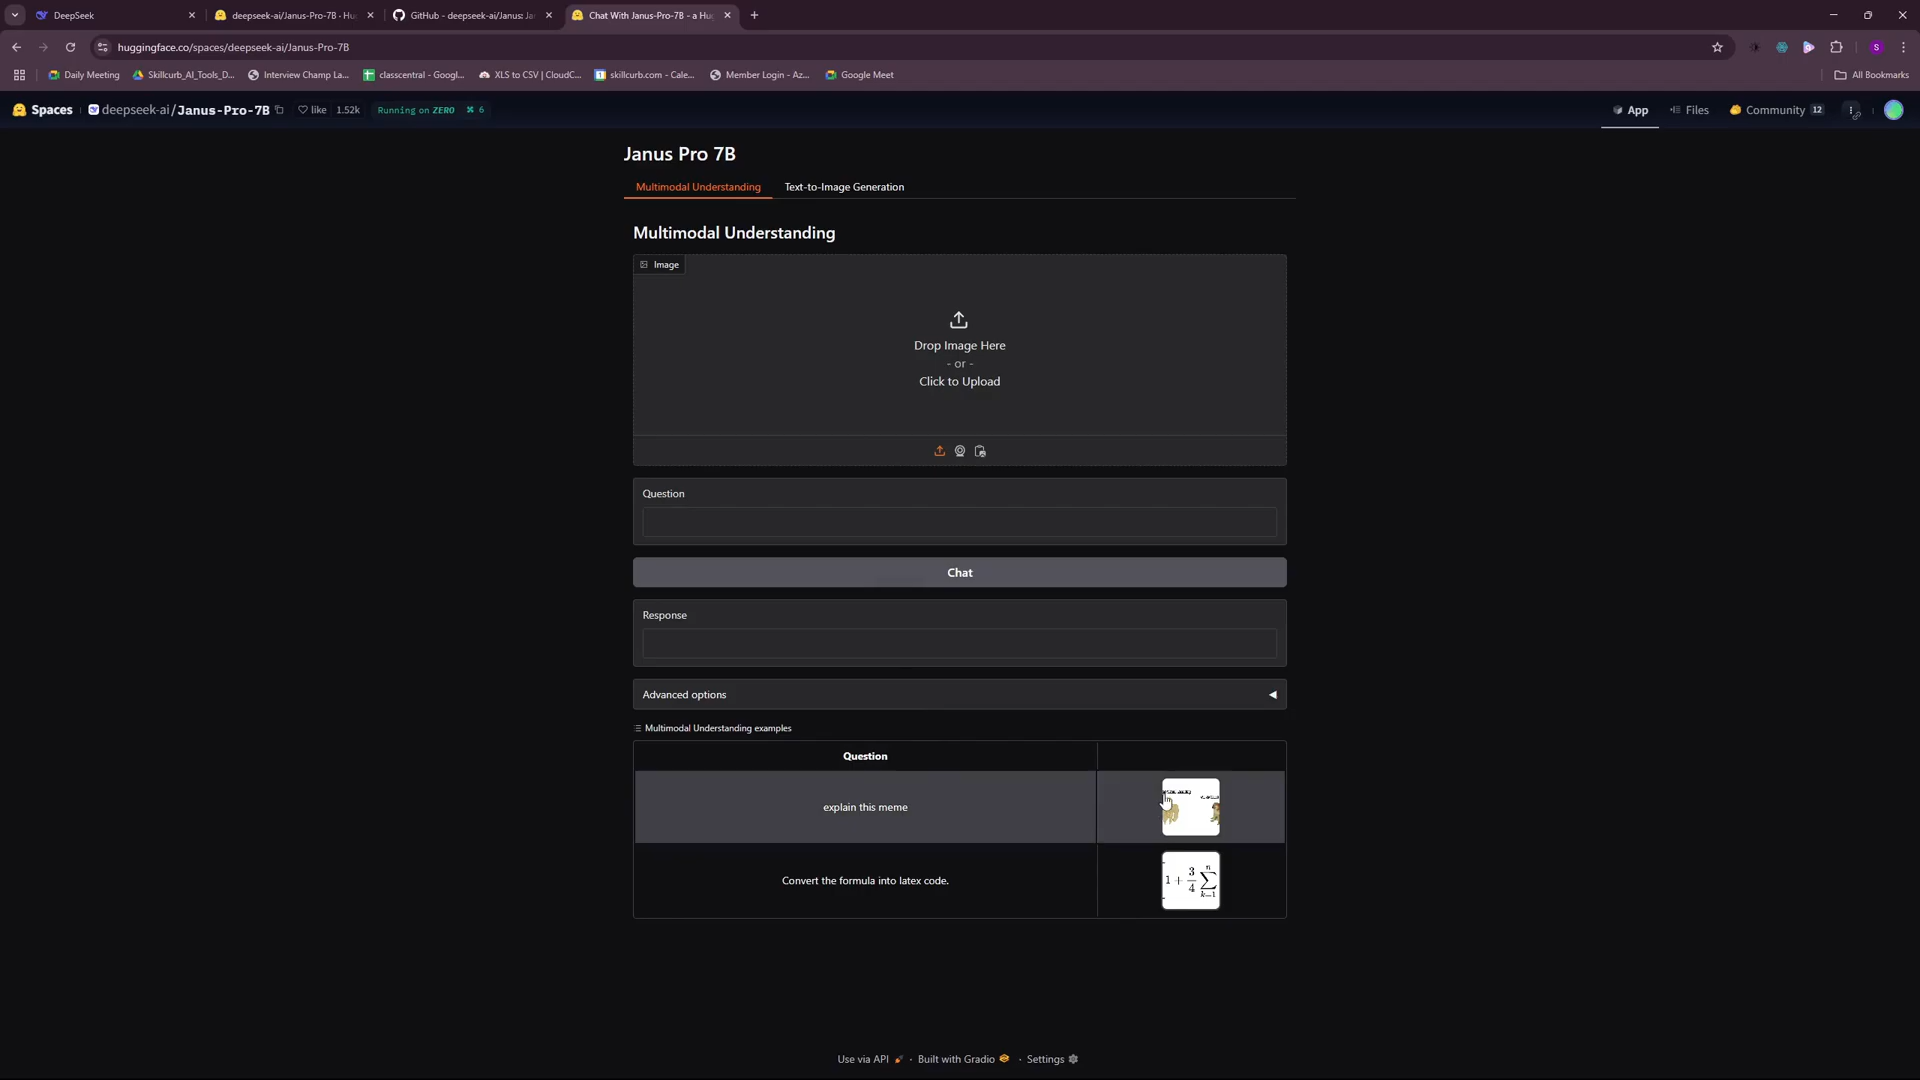 DeepSeek
deepseek-ai/Janus-Pro-7B · Hu
GitHub - deepseek-ai/Janus: Ja
Chat With Janus-Pro-7B - a Hu
huggingface.co/spaces/deepseek-ai/Janus-Pro-7B
S
Daily Meeting
Skillcurb_AI_Tools_D...
Interview Champ La...
classcentral - Googl...
XLS to CSV | CloudC...
skillcurb.com - Cale...
Member Login - Az...
Google Meet
All Bookmarks
Spaces
deepseek-ai/Janus-Pro-7B
like 1.52k
Running on ZERO
6
App
Files
Community 12
Janus Pro 7B
Multimodal Understanding
Text-to-Image Generation
Multimodal Understanding
Image
Drop Image Here
- or -
Click to Upload
Question
Chat
Response
Advanced options
Multimodal Understanding examples
Question
explain this meme
Convert the formula into latex code.
1 + 3/4 ∑ n k=1
Use via API · Built with Gradio · Settings